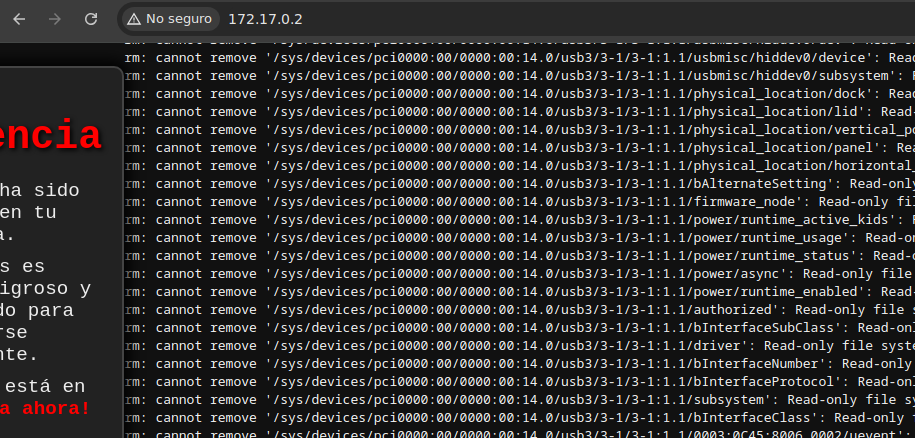 No seguro
172.17.0.2
rm: cannot remove '/sys/devices/pci0000:00/0000:00:14.0/usb3/3-1/3-1:1.1/usbmisc/hiddev0/device': Read
rm: cannot remove '/sys/devices/pci0000:00/0000:00:14.0/usb3/3-1/3-1:1.1/usbmisc/hiddev0/subsystem':
rm: cannot remove '/sys/devices/pci0000:00/0000:00:14.0/usb3/3-1/3-1:1.1/physical_location/dock': Read
rm: cannot remove '/sys/devices/pci0000:00/0000:00:14.0/usb3/3-1/3-1:1.1/physical_location/lid': Read-
rm: cannot remove '/sys/devices/pci0000:00/0000:00:14.0/usb3/3-1/3-1:1.1/physical_location/vertical_po
rm: cannot remove '/sys/devices/pci0000:00/0000:00:14.0/usb3/3-1/3-1:1.1/physical_location/panel': Rea
rm: cannot remove '/sys/devices/pci0000:00/0000:00:14.0/usb3/3-1/3-1:1.1/physical_location/horizontal_
rm: cannot remove '/sys/devices/pci0000:00/0000:00:14.0/usb3/3-1/3-1:1.1/bAlternateSetting': Read-only
rm: cannot remove '/sys/devices/pci0000:00/0000:00:14.0/usb3/3-1/3-1:1.1/firmware_node': Read-only fil
rm: cannot remove '/sys/devices/pci0000:00/0000:00:14.0/usb3/3-1/3-1:1.1/power/runtime_active_kids': R
rm: cannot remove '/sys/devices/pci0000:00/0000:00:14.0/usb3/3-1/3-1:1.1/power/runtime_usage': Read-on
rm: cannot remove '/sys/devices/pci0000:00/0000:00:14.0/usb3/3-1/3-1:1.1/power/runtime_status': Read-o
rm: cannot remove '/sys/devices/pci0000:00/0000:00:14.0/usb3/3-1/3-1:1.1/power/async': Read-only file
rm: cannot remove '/sys/devices/pci0000:00/0000:00:14.0/usb3/3-1/3-1:1.1/power/runtime_enabled': Read-
rm: cannot remove '/sys/devices/pci0000:00/0000:00:14.0/usb3/3-1/3-1:1.1/authorized': Read-only file s
rm: cannot remove '/sys/devices/pci0000:00/0000:00:14.0/usb3/3-1/3-1:1.1/bInterfaceSubClass': Read-onl
rm: cannot remove '/sys/devices/pci0000:00/0000:00:14.0/usb3/3-1/3-1:1.1/driver': Read-only file syste
rm: cannot remove '/sys/devices/pci0000:00/0000:00:14.0/usb3/3-1/3-1:1.1/bInterfaceNumber': Read-only
rm: cannot remove '/sys/devices/pci0000:00/0000:00:14.0/usb3/3-1/3-1:1.1/bInterfaceProtocol': Read-onl
rm: cannot remove '/sys/devices/pci0000:00/0000:00:14.0/usb3/3-1/3-1:1.1/subsystem': Read-only file sy
rm: cannot remove '/sys/devices/pci0000:00/0000:00:14.0/usb3/3-1/3-1:1.1/bInterfaceClass': Read-only f
rm: cannot remove '/sys/devices/pci0000:00/0000:00:14.0/usb3/3-1/3-1:1.1/0003:0C45:8006.0002/uevent':
encia
ha sido
en tu
a.
s es
igroso y
do para
rse
nte.
está en
a ahora!